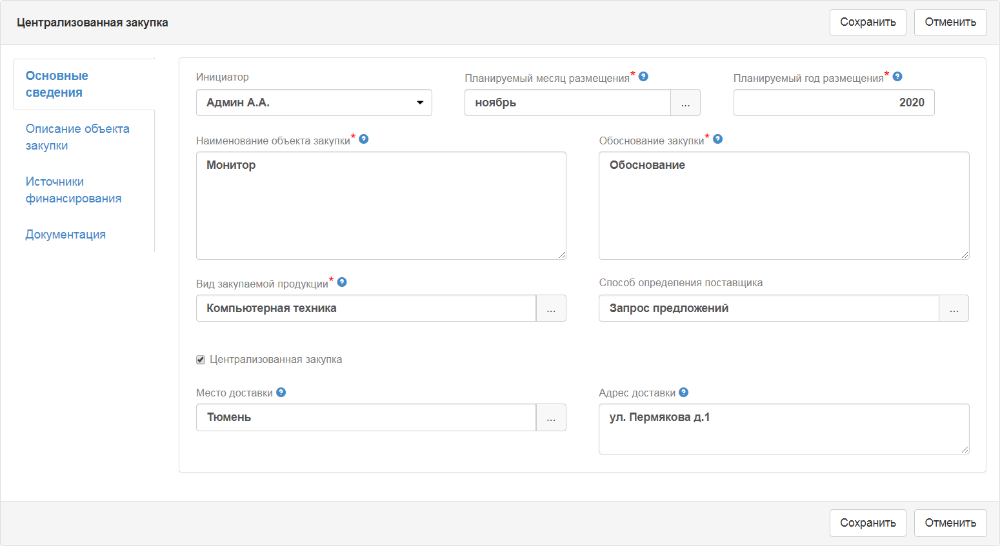 Централизованная закупка
Сохранить
Отменить
Основные
сведения
Описание объекта
закупки
Источники
финансирования
Документация
Инициатор
Админ А.А.
Планируемый месяц размещения* ?
ноябрь
...
Планируемый год размещения* ?
2020
Наименование объекта закупки* ?
Монитор
Обоснование закупки* ?
Обоснование
Вид закупаемой продукции* ?
Компьютерная техника
...
Способ определения поставщика
Запрос предложений
...
Централизованная закупка
Место доставки ?
Тюмень
...
Адрес доставки ?
ул. Пермякова д.1
Сохранить
Отменить